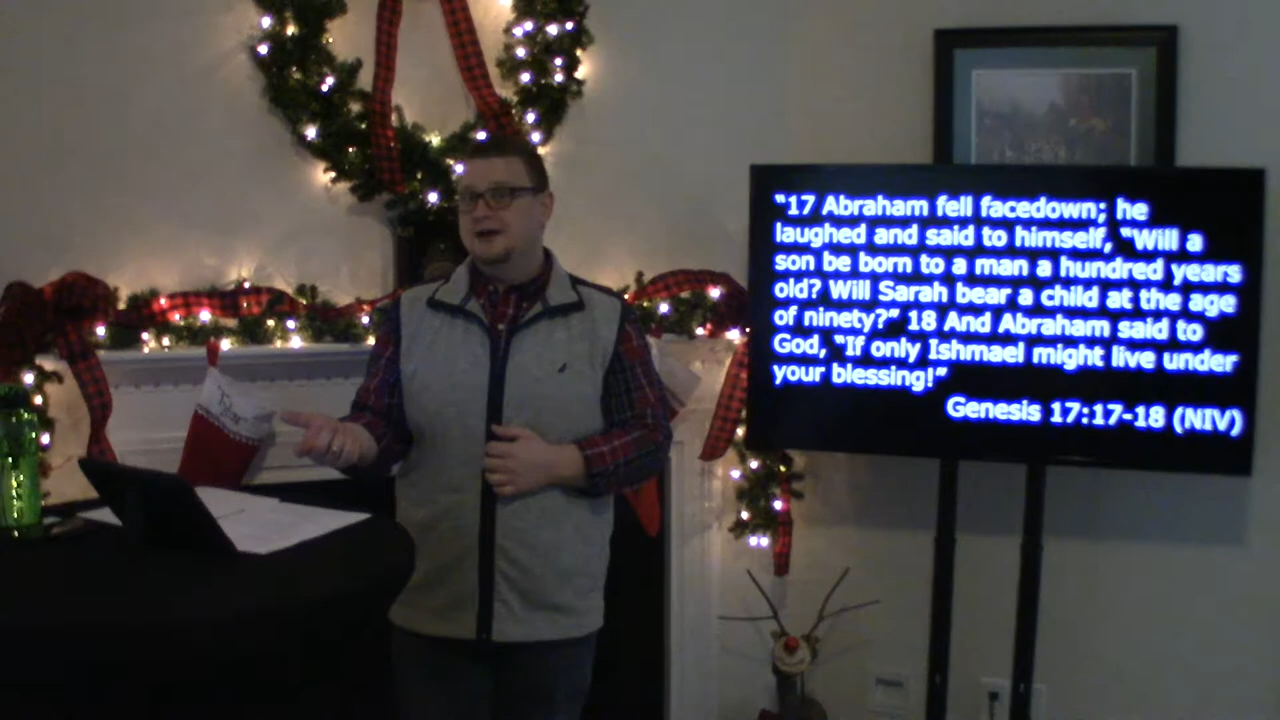 “17 Abraham fell facedown; he
laughed and said to himself, “Will a
son be born to a man a hundred years
old? Will Sarah bear a child at the age
of ninety?” 18 And Abraham said to
God, “If only Ishmael might live under
your blessing!”
Genesis 17:17-18 (NIV)